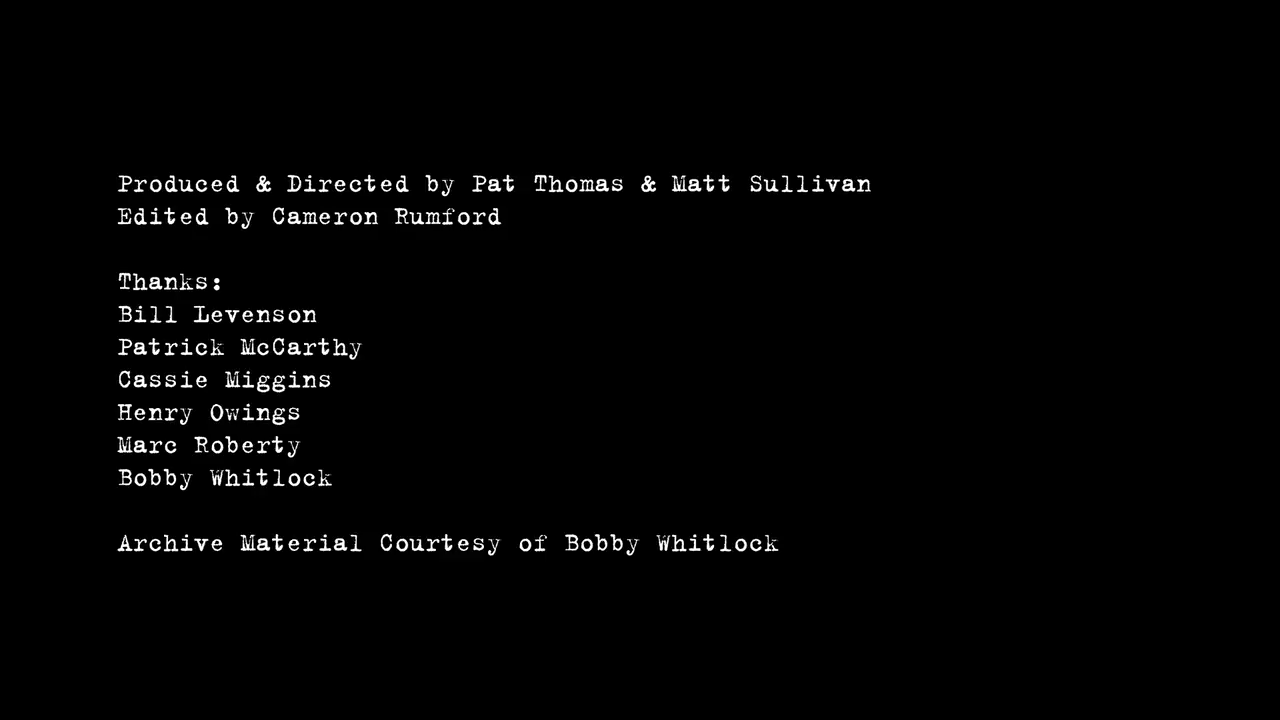 Produced & Directed by Pat Thomas & Matt Sullivan
Edited by Cameron Rumford
Thanks:
Bill Levenson
Patrick McCarthy
Cassie Miggins
Henry Owings
Marc Roberty
Bobby Whitlock
Archive Material Courtesy of Bobby Whitlock